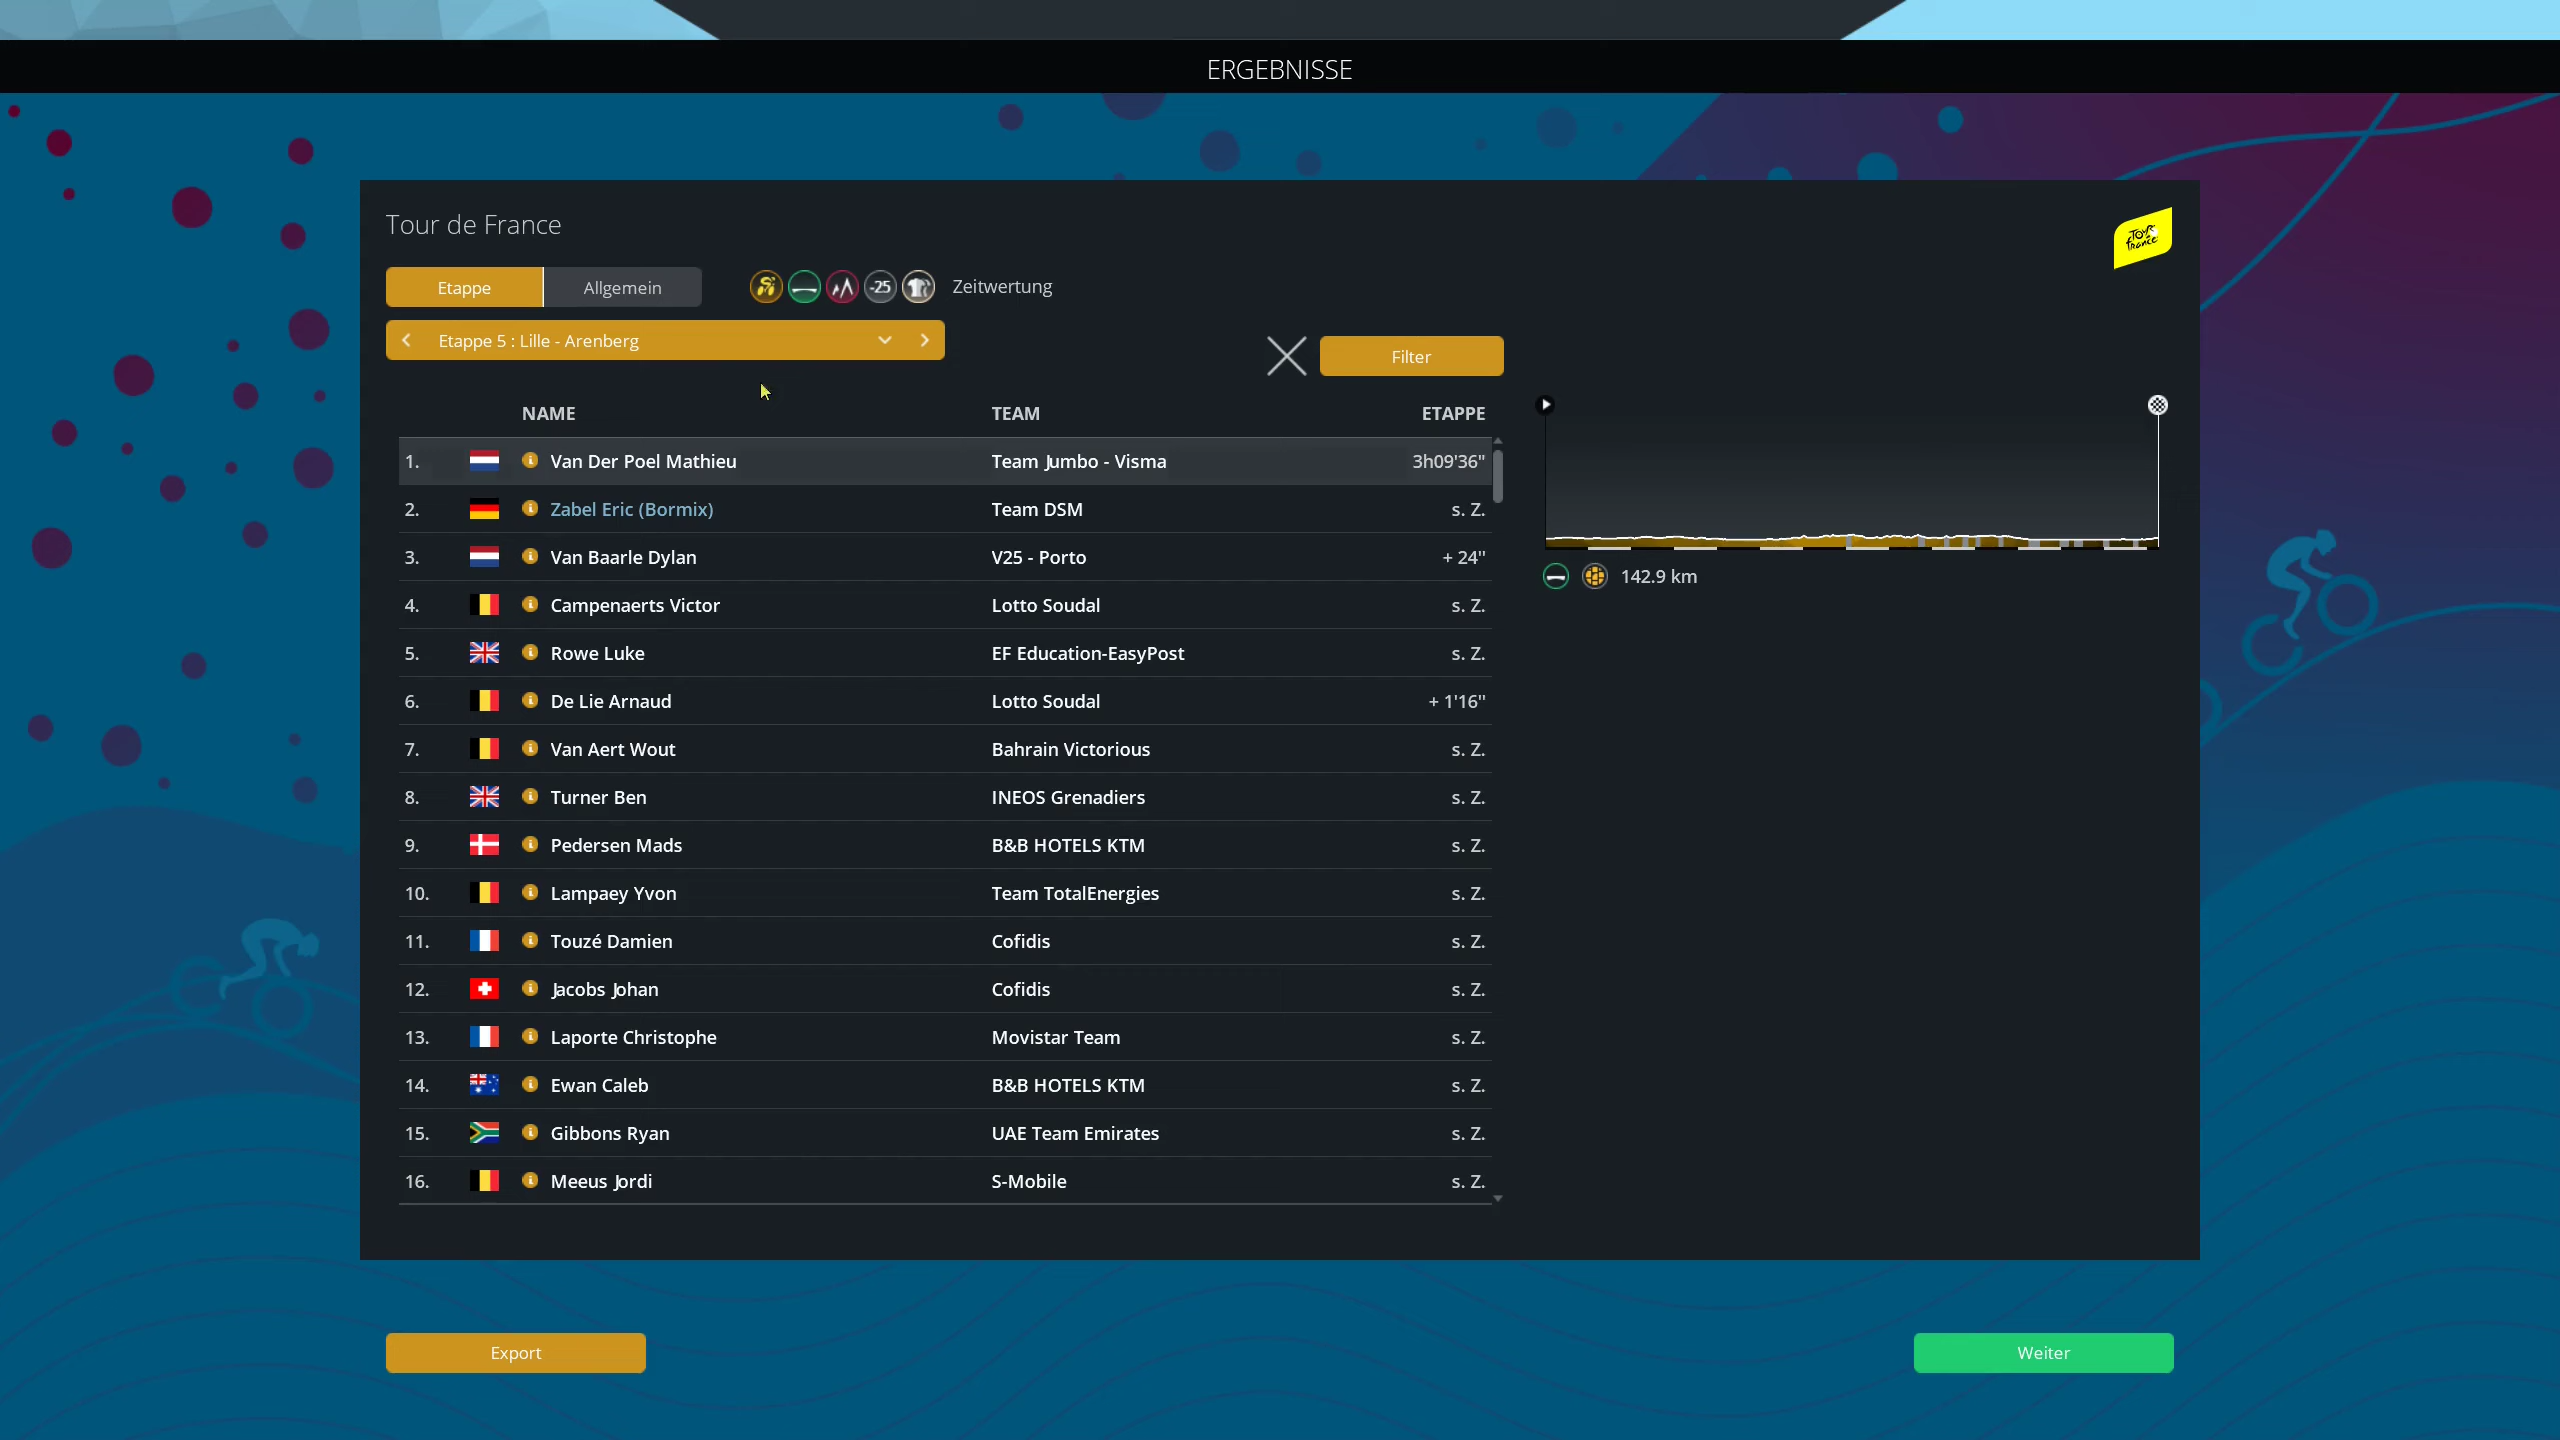 ERGEBNISSE
Tour de France
TOUR
france
Etappe Allgemein -25 Zeitwertung
Etappe 5 : Lille - Arenberg
Filter
NAME TEAM ETAPPE
1. Van Der Poel Mathieu Team Jumbo - Visma 3h09'36''
2. Zabel Eric (Bormix) Team DSM s. Z.
3. Van Baarle Dylan V25 - Porto + 24''
4. Campenaerts Victor Lotto Soudal s. Z.
5. Rowe Luke EF Education-EasyPost s. Z.
6. De Lie Arnaud Lotto Soudal + 1'16''
7. Van Aert Wout Bahrain Victorious s. Z.
8. Turner Ben INEOS Grenadiers s. Z.
9. Pedersen Mads B&B HOTELS KTM s. Z.
10. Lampaey Yvon Team TotalEnergies s. Z.
11. Touzé Damien Cofidis s. Z.
12. Jacobs Johan Cofidis s. Z.
13. Laporte Christophe Movistar Team s. Z.
14. Ewan Caleb B&B HOTELS KTM s. Z.
15. Gibbons Ryan UAE Team Emirates s. Z.
16. Meeus Jordi S-Mobile s. Z.
142.9 km
Export
Weiter